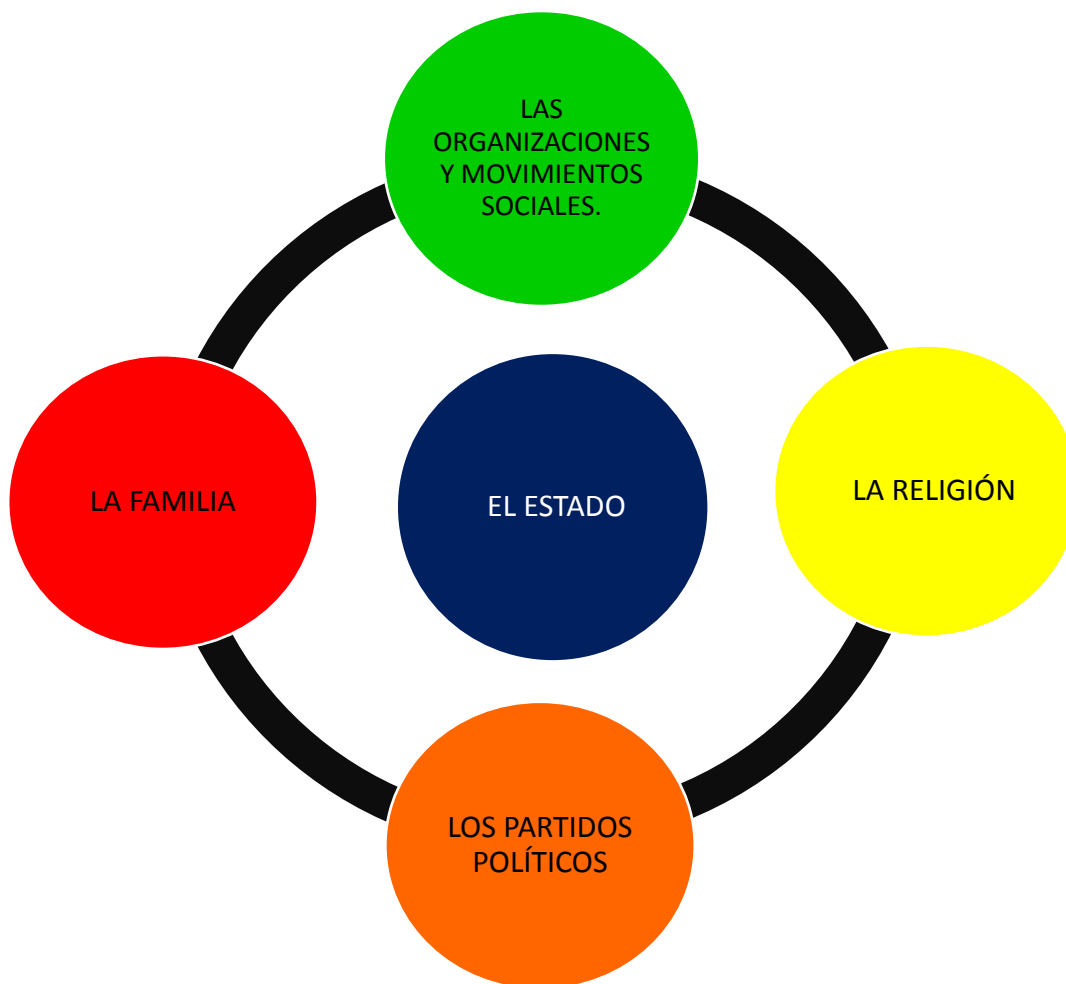 LAS
ORGANIZACIONES
Y MOVIMIENTOS
SOCIALES.
LA FAMILIA
EL ESTADO
LA RELIGIÓN
LOS PARTIDOS
POLÍTICOS